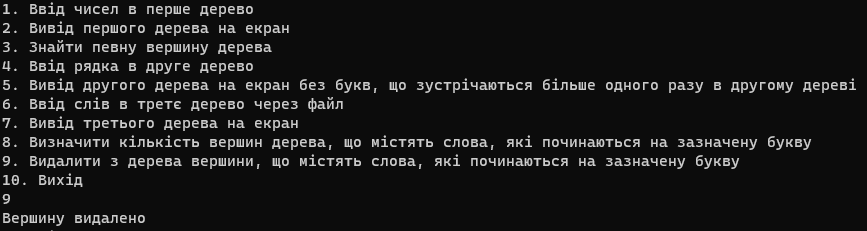 1. Ввід чисел в перше дерево
2. Вивід першого дерева на екран
3. Знайти певну вершину дерева
4. Ввід рядка в друге дерево
5. Вивід другого дерева на екран без букв, що зустрічаються більше одного разу в другому дереві
6. Ввід слів в третє дерево через файл
7. Вивід третього дерева на екран
8. Визначити кількість вершин дерева, що містять слова, які починаються на зазначену букву
9. Видалити з дерева вершини, що містять слова, які починаються на зазначену букву
10. Вихід
9
Вершину видалено